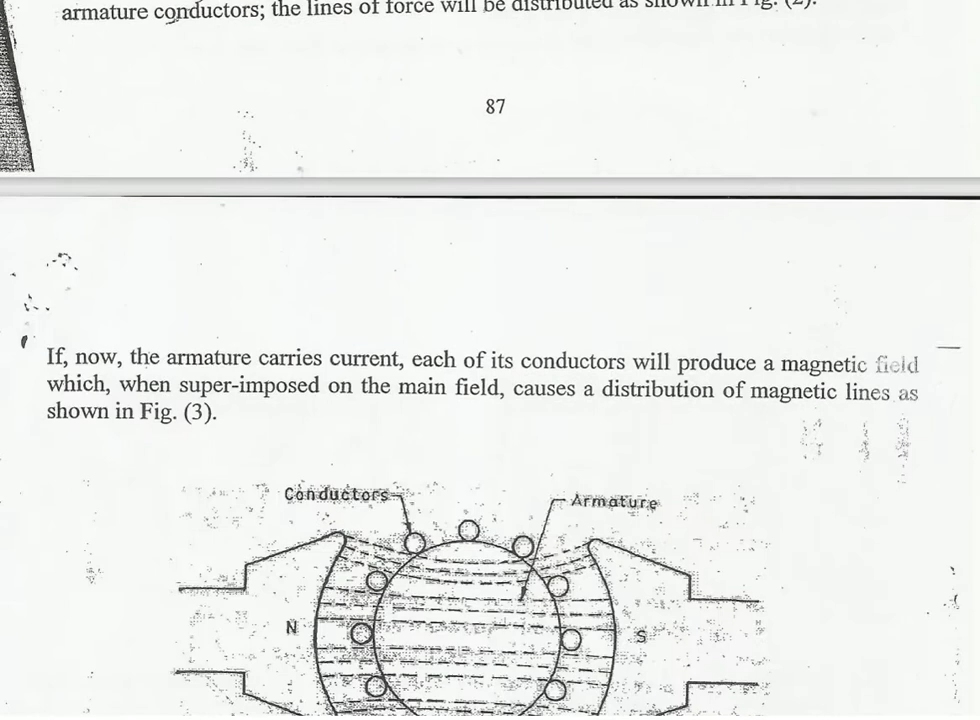 armature conductors; the lines of force will be distributed as shown in Fig. (2).
87
If, now, the armature carries current, each of its conductors will produce a magnetic field
which, when super-imposed on the main field, causes a distribution of magnetic lines as
shown in Fig. (3).
Conductors
Armature
N
S